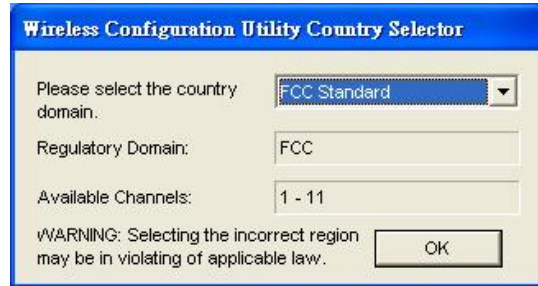 Wireless Configuration Utility Country Selector
Please select the country
domain.
FCC Standard
Regulatory Domain:
FCC
Available Channels:
1 - 11
WARNING: Selecting the incorrect region
may be in violating of applicable law.
OK